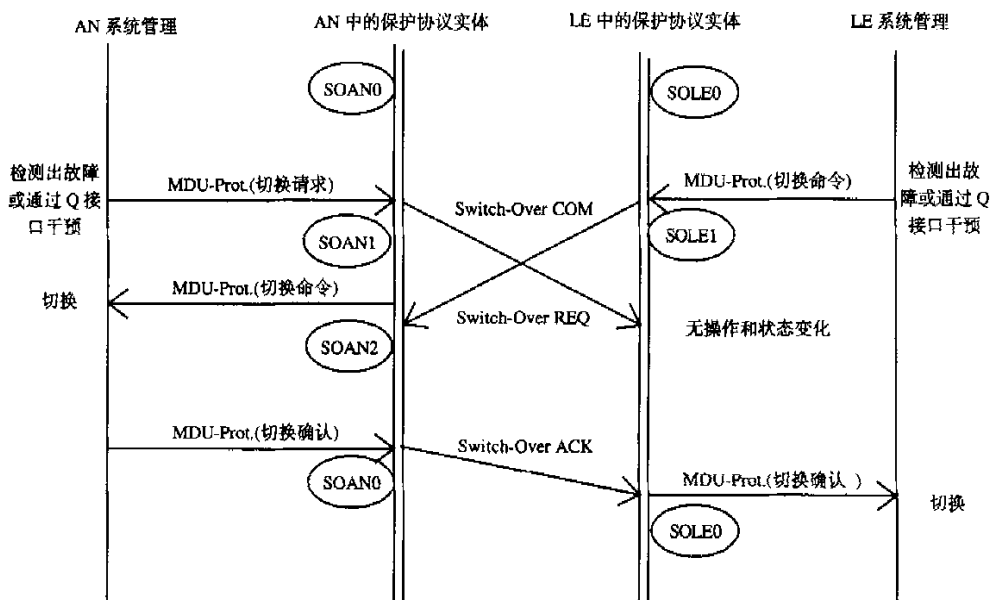 AN 系统管理
AN 中的保护协议实体
LE 中的保护协议实体
LE 系统管理
SOAN0
SOLE0
检测出故障
或通过 Q 接
口干预
MDU-Prot.(切换请求)
Switch-Over COM
MDU-Prot.(切换命令)
检测出故
障或通过 Q
接口干预
SOAN1
SOLE1
切换
MDU-Prot.(切换命令)
Switch-Over REQ
无操作和状态变化
SOAN2
MDU-Prot.(切换确认)
Switch-Over ACK
SOAN0
MDU-Prot.(切换确认 )
切换
SOLE0